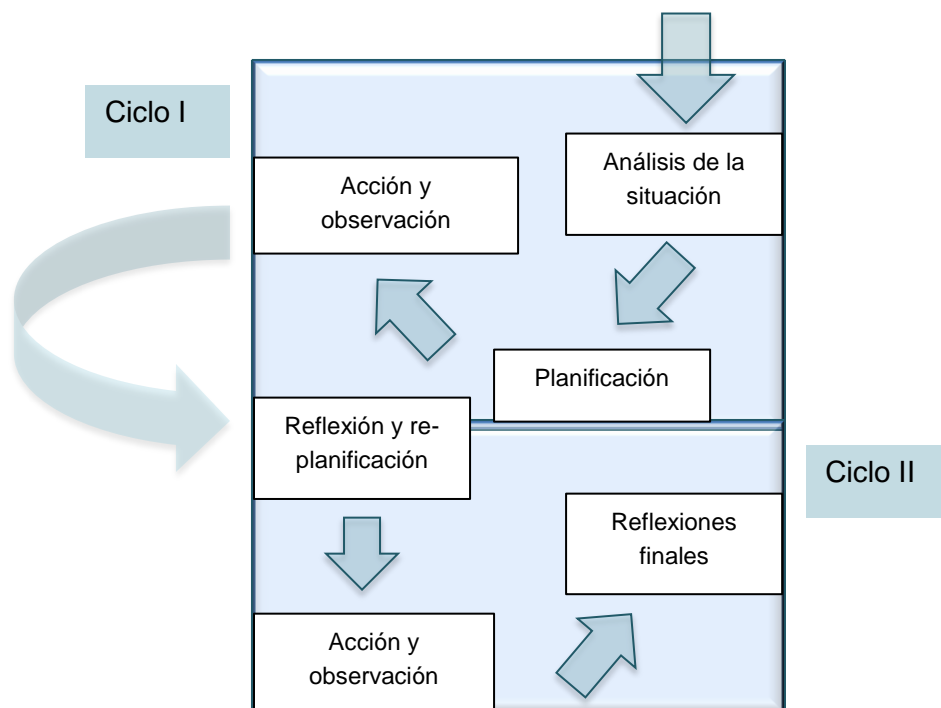 Ciclo I
Análisis de la
situación
Acción y
observación
Planificación
Reflexión y re-
planificación
Ciclo II
Reflexiones
finales
Acción y
observación